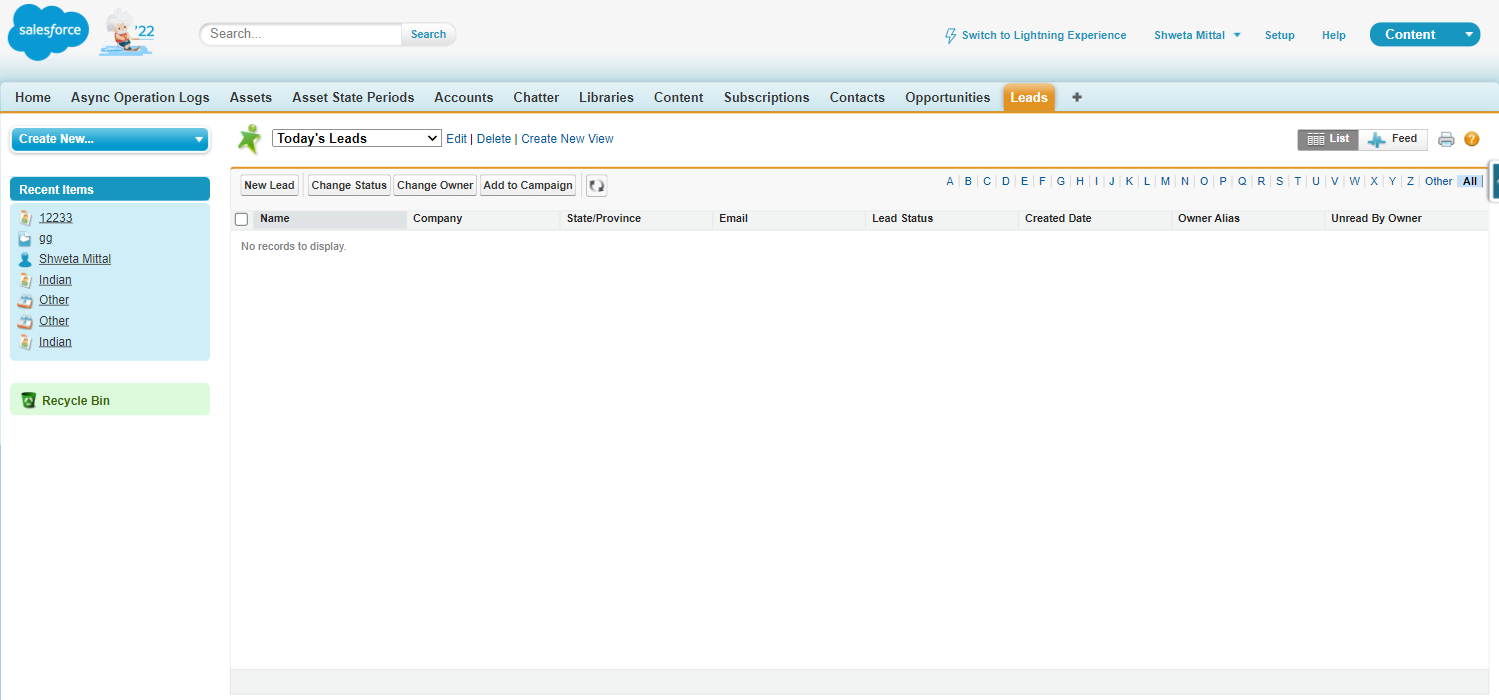 salesforce
'22
Search...
Search
Switch to Lightning Experience
Shweta Mittal
Setup
Help
Content
Home Async Operation Logs Assets Asset State Periods Accounts Chatter Libraries Content Subscriptions Contacts Opportunities Leads +
Create New...
Today's Leads
Edit | Delete | Create New View
List
Feed
?
Recent Items
12233
gg
Shweta Mittal
Indian
Other
Other
Indian
Recycle Bin
New Lead Change Status Change Owner Add to Campaign
A | B | C | D | E | F | G | H | I | J | K | L | M | N | O | P | Q | R | S | T | U | V | W | X | Y | Z | Other | All |
Name Company State/Province Email Lead Status Created Date Owner Alias Unread By Owner
No records to display.